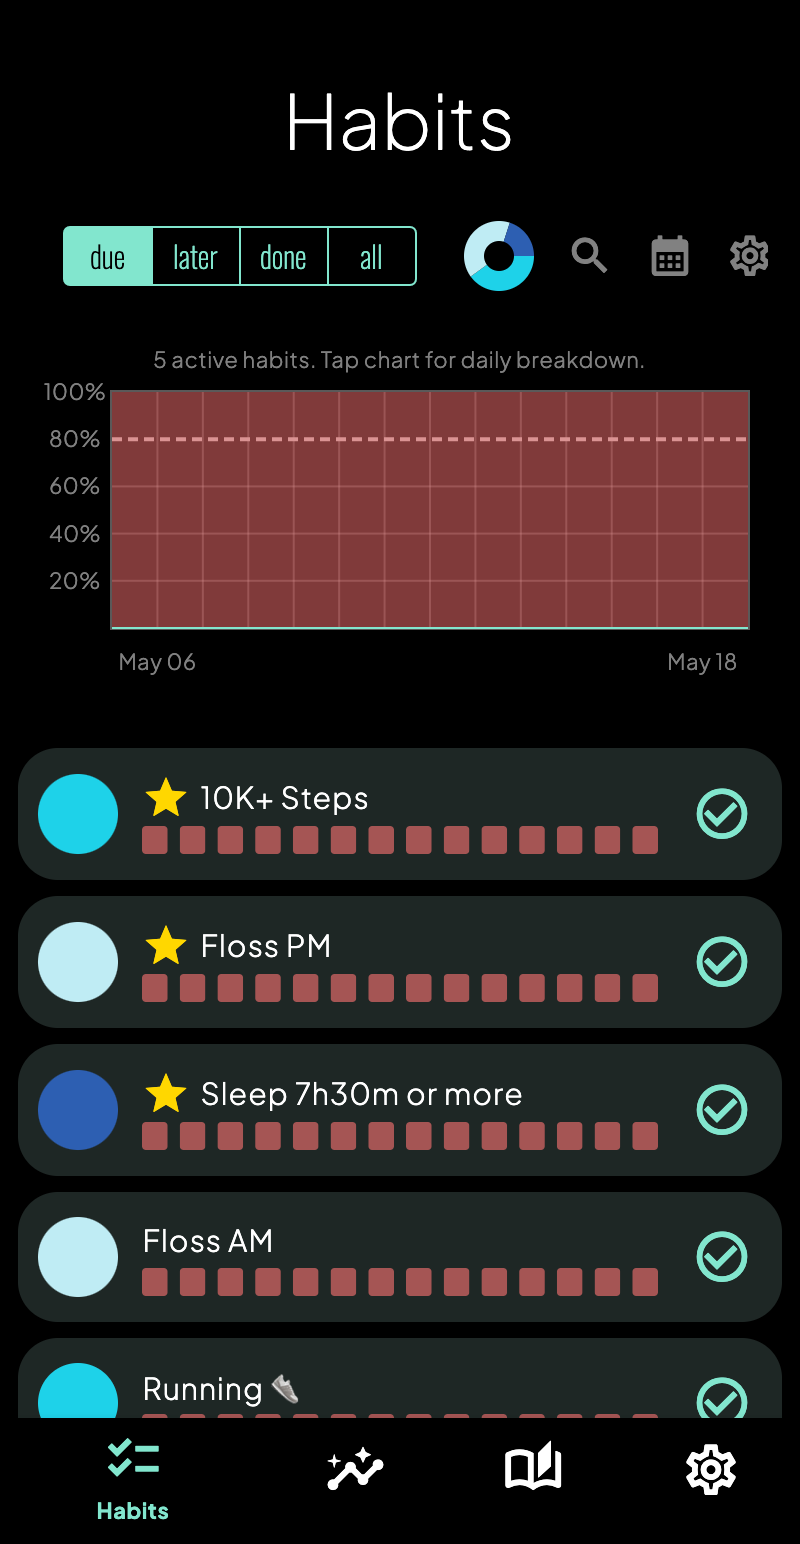 Habits
due later done all
5 active habits. Tap chart for daily breakdown.
100%
80%
60%
40%
20%
May 06 May 18
10K+ Steps
Floss PM
Sleep 7h30m or more
Floss AM
Running 👟
Habits